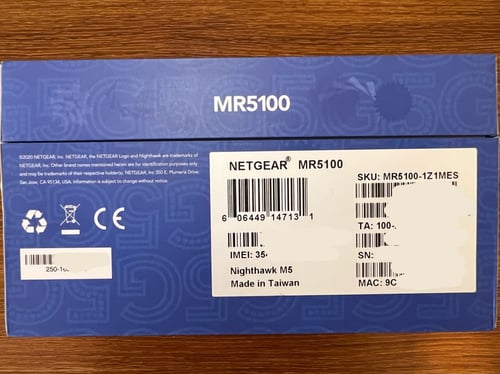 MR5100
©2020 NETGEAR, Inc. NETGEAR, the NETGEAR Logo and Nighthawk are trademarks of
NETGEAR, Inc. Other brand names mentioned herein are for identification purposes only
and may be trademarks of their respective holder(s). NETGEAR, Inc 350 E. Plumeria Drive,
San Jose, CA 95134, USA. Information is subject to change without notice.
CE
250-10
NETGEAR® MR5100
SKU: MR5100-1Z1MES
6 06449 14713 1
TA: 100-
IMEI: 35
SN:
Nighthawk M5
Made in Taiwan
MAC: 9C